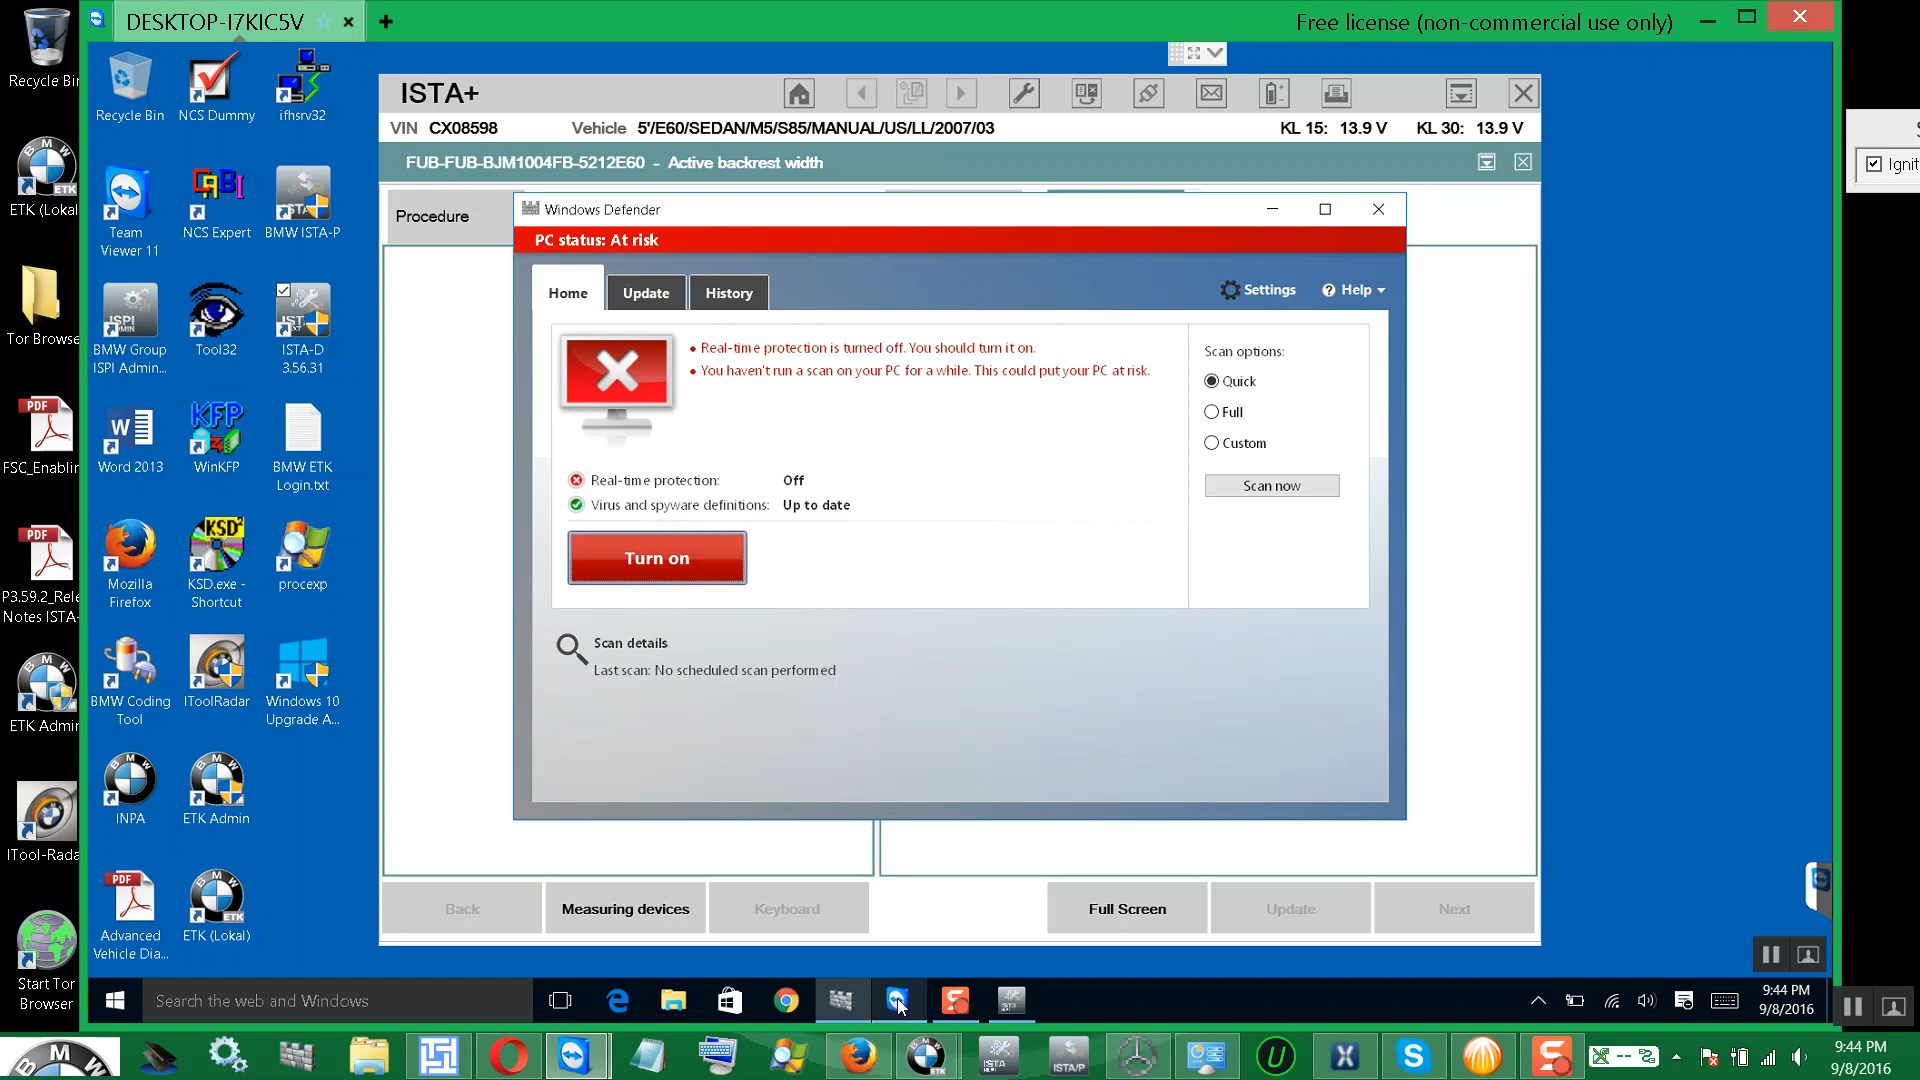 DESKTOP-I7KIC5V
Free license (non-commercial use only)
Recycle Bin
ETK (Lokal)
Tor Browse
PDF
FSC_Enablin
PDF
P3.59.2_Rele
Notes ISTA-
ETK Admin
ITool-Rada
Start Tor
Browser
Recycle Bin
NCS Dummy
ifhsrv32
Team
Viewer 11
NCS Expert
BMW ISTA-P
BMW Group
ISPI Admin...
Tool32
ISTA-D
3.56.31
Word 2013
WinKFP
BMW ETK
Login.txt
Mozilla
Firefox
KSD.exe -
Shortcut
procexp
BMW Coding
Tool
IToolRadar
Windows 10
Upgrade A...
INPA
ETK Admin
PDF
Advanced
Vehicle Dia...
ETK (Lokal)
ISTA+
VIN CX08598 Vehicle 5'/E60/SEDAN/M5/S85/MANUAL/US/LL/2007/03 KL 15: 13.9 V KL 30: 13.9 V
FUB-FUB-BJM1004FB-5212E60 - Active backrest width
Procedure
Windows Defender
PC status: At risk
Home Update History Settings Help
Real-time protection is turned off. You should turn it on.
You haven't run a scan on your PC for a while. This could put your PC at risk.
Scan options:
Quick
Full
Custom
Scan now
Real-time protection: Off
Virus and spyware definitions: Up to date
Turn on
Scan details
Last scan: No scheduled scan performed
Back Measuring devices Keyboard Full Screen Update Next
Ignit
Search the web and Windows
9:44 PM
9/8/2016
9:44 PM
9/8/2016